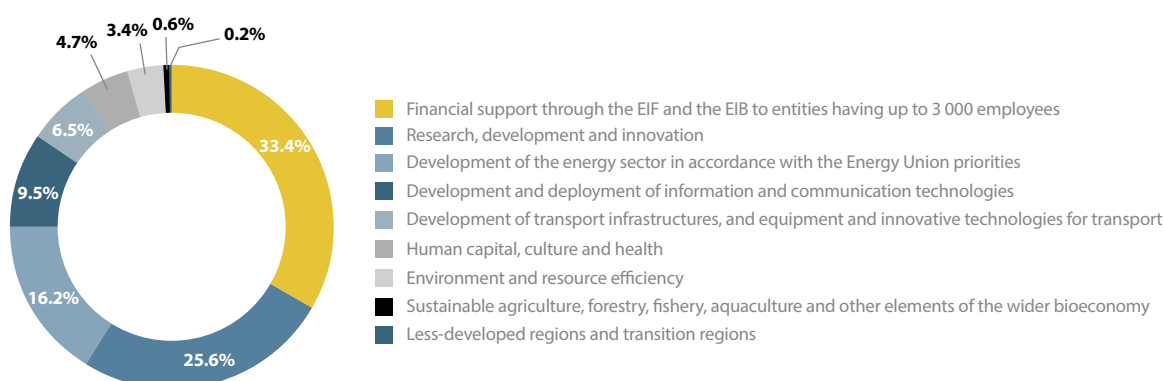 0.6%
3.4%
0.2%
4.7%
6.5%
33.4%
9.5%
16.2%
25.6%
Financial support through the EIF and the EIB to entities having up to 3 000 employees
Research, development and innovation
Development of the energy sector in accordance with the Energy Union priorities
Development and deployment of information and communication technologies
Development of transport infrastructures, and equipment and innovative technologies for transport
Human capital, culture and health
Environment and resource efficiency
Sustainable agriculture, forestry, fishery, aquaculture and other elements of the wider bioeconomy
Less-developed regions and transition regions